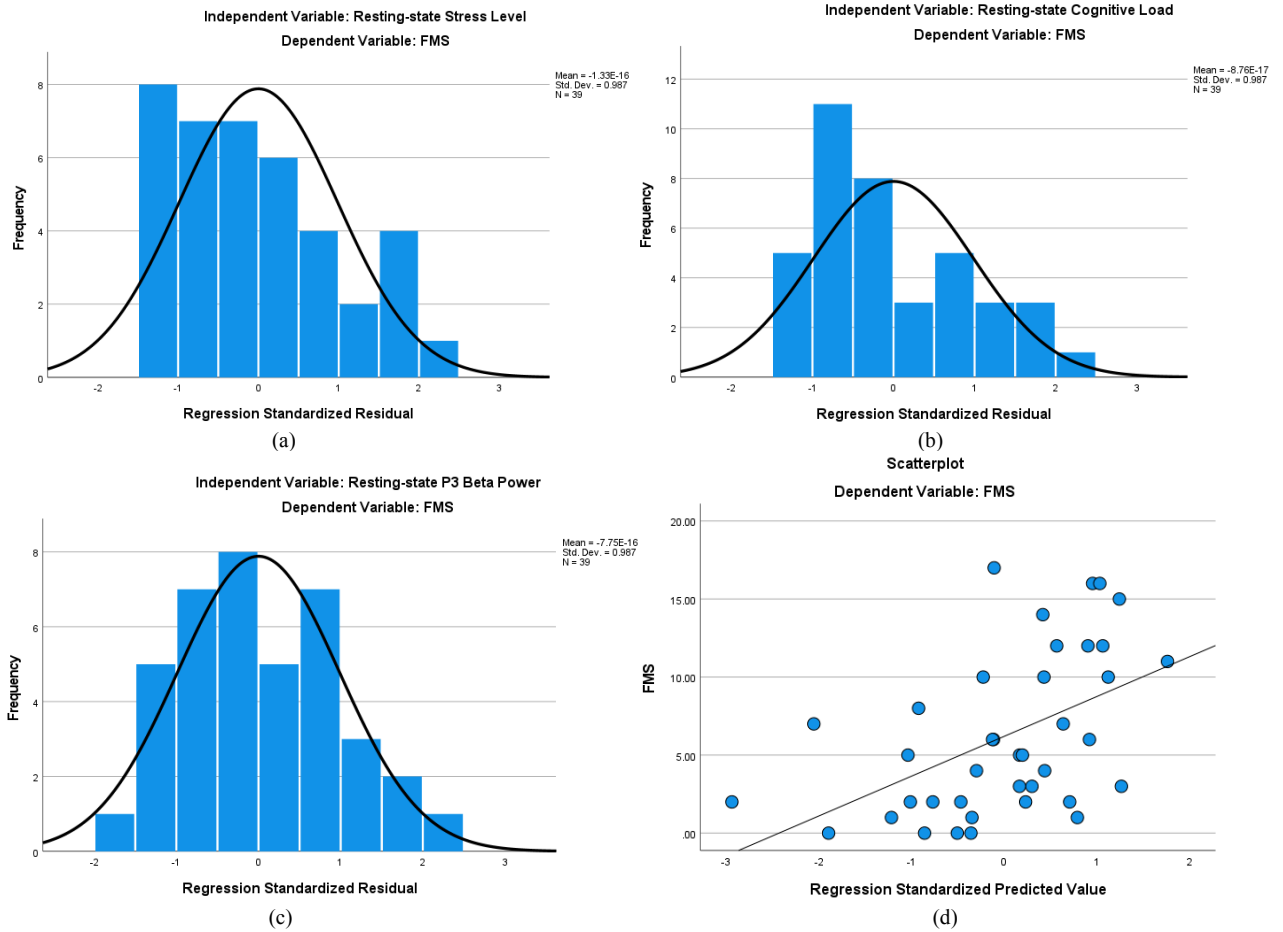 Independent Variable: Resting-state Stress Level
Dependent Variable: FMS
Mean = -1.33E-16
Std. Dev. = 0.987
N = 39
8
6
4
2
0
Frequency
-2 -1 0 1 2 3
Regression Standardized Residual
(a)
Independent Variable: Resting-state Cognitive Load
Dependent Variable: FMS
Mean = -8.76E-17
Std. Dev. = 0.987
N = 39
12
10
8
6
4
2
0
Frequency
-2 -1 0 1 2 3
Regression Standardized Residual
(b)
Independent Variable: Resting-state P3 Beta Power
Dependent Variable: FMS
Mean = -7.75E-16
Std. Dev. = 0.987
N = 39
8
6
4
2
0
Frequency
-2 -1 0 1 2 3
Regression Standardized Residual
(c)
Scatterplot
Dependent Variable: FMS
20.00
15.00
10.00
5.00
.00
FMS
-3 -2 -1 0 1 2
Regression Standardized Predicted Value
(d)